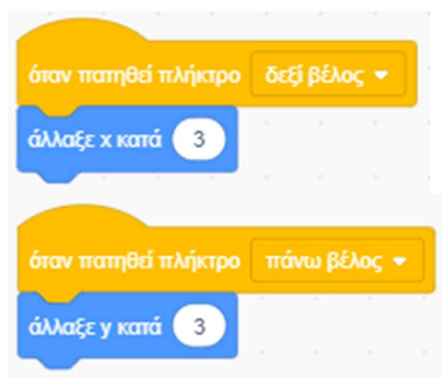 όταν πατηθεί πλήκτρο δεξί βέλος
άλλαξε x κατά 3
όταν πατηθεί πλήκτρο πάνω βέλος
άλλαξε y κατά 3